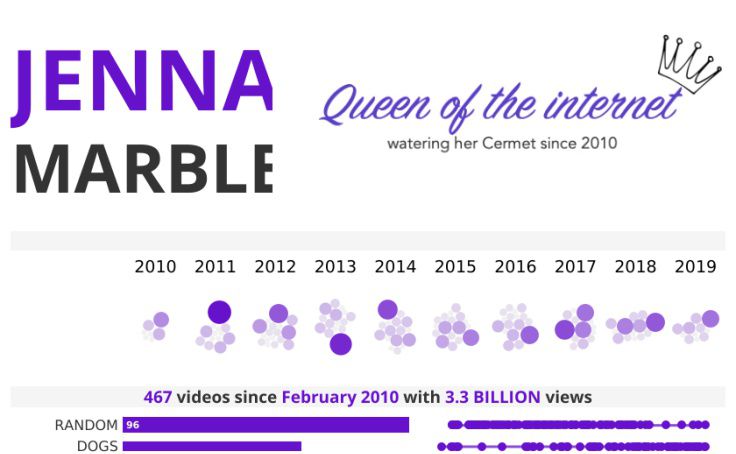 JENNA
MARBLE
Queen of the internet
watering her Cermet since 2010
2010 2011 2012 2013 2014 2015 2016 2017 2018 2019
467 videos since February 2010 with 3.3 BILLION views
RANDOM 96
DOGS